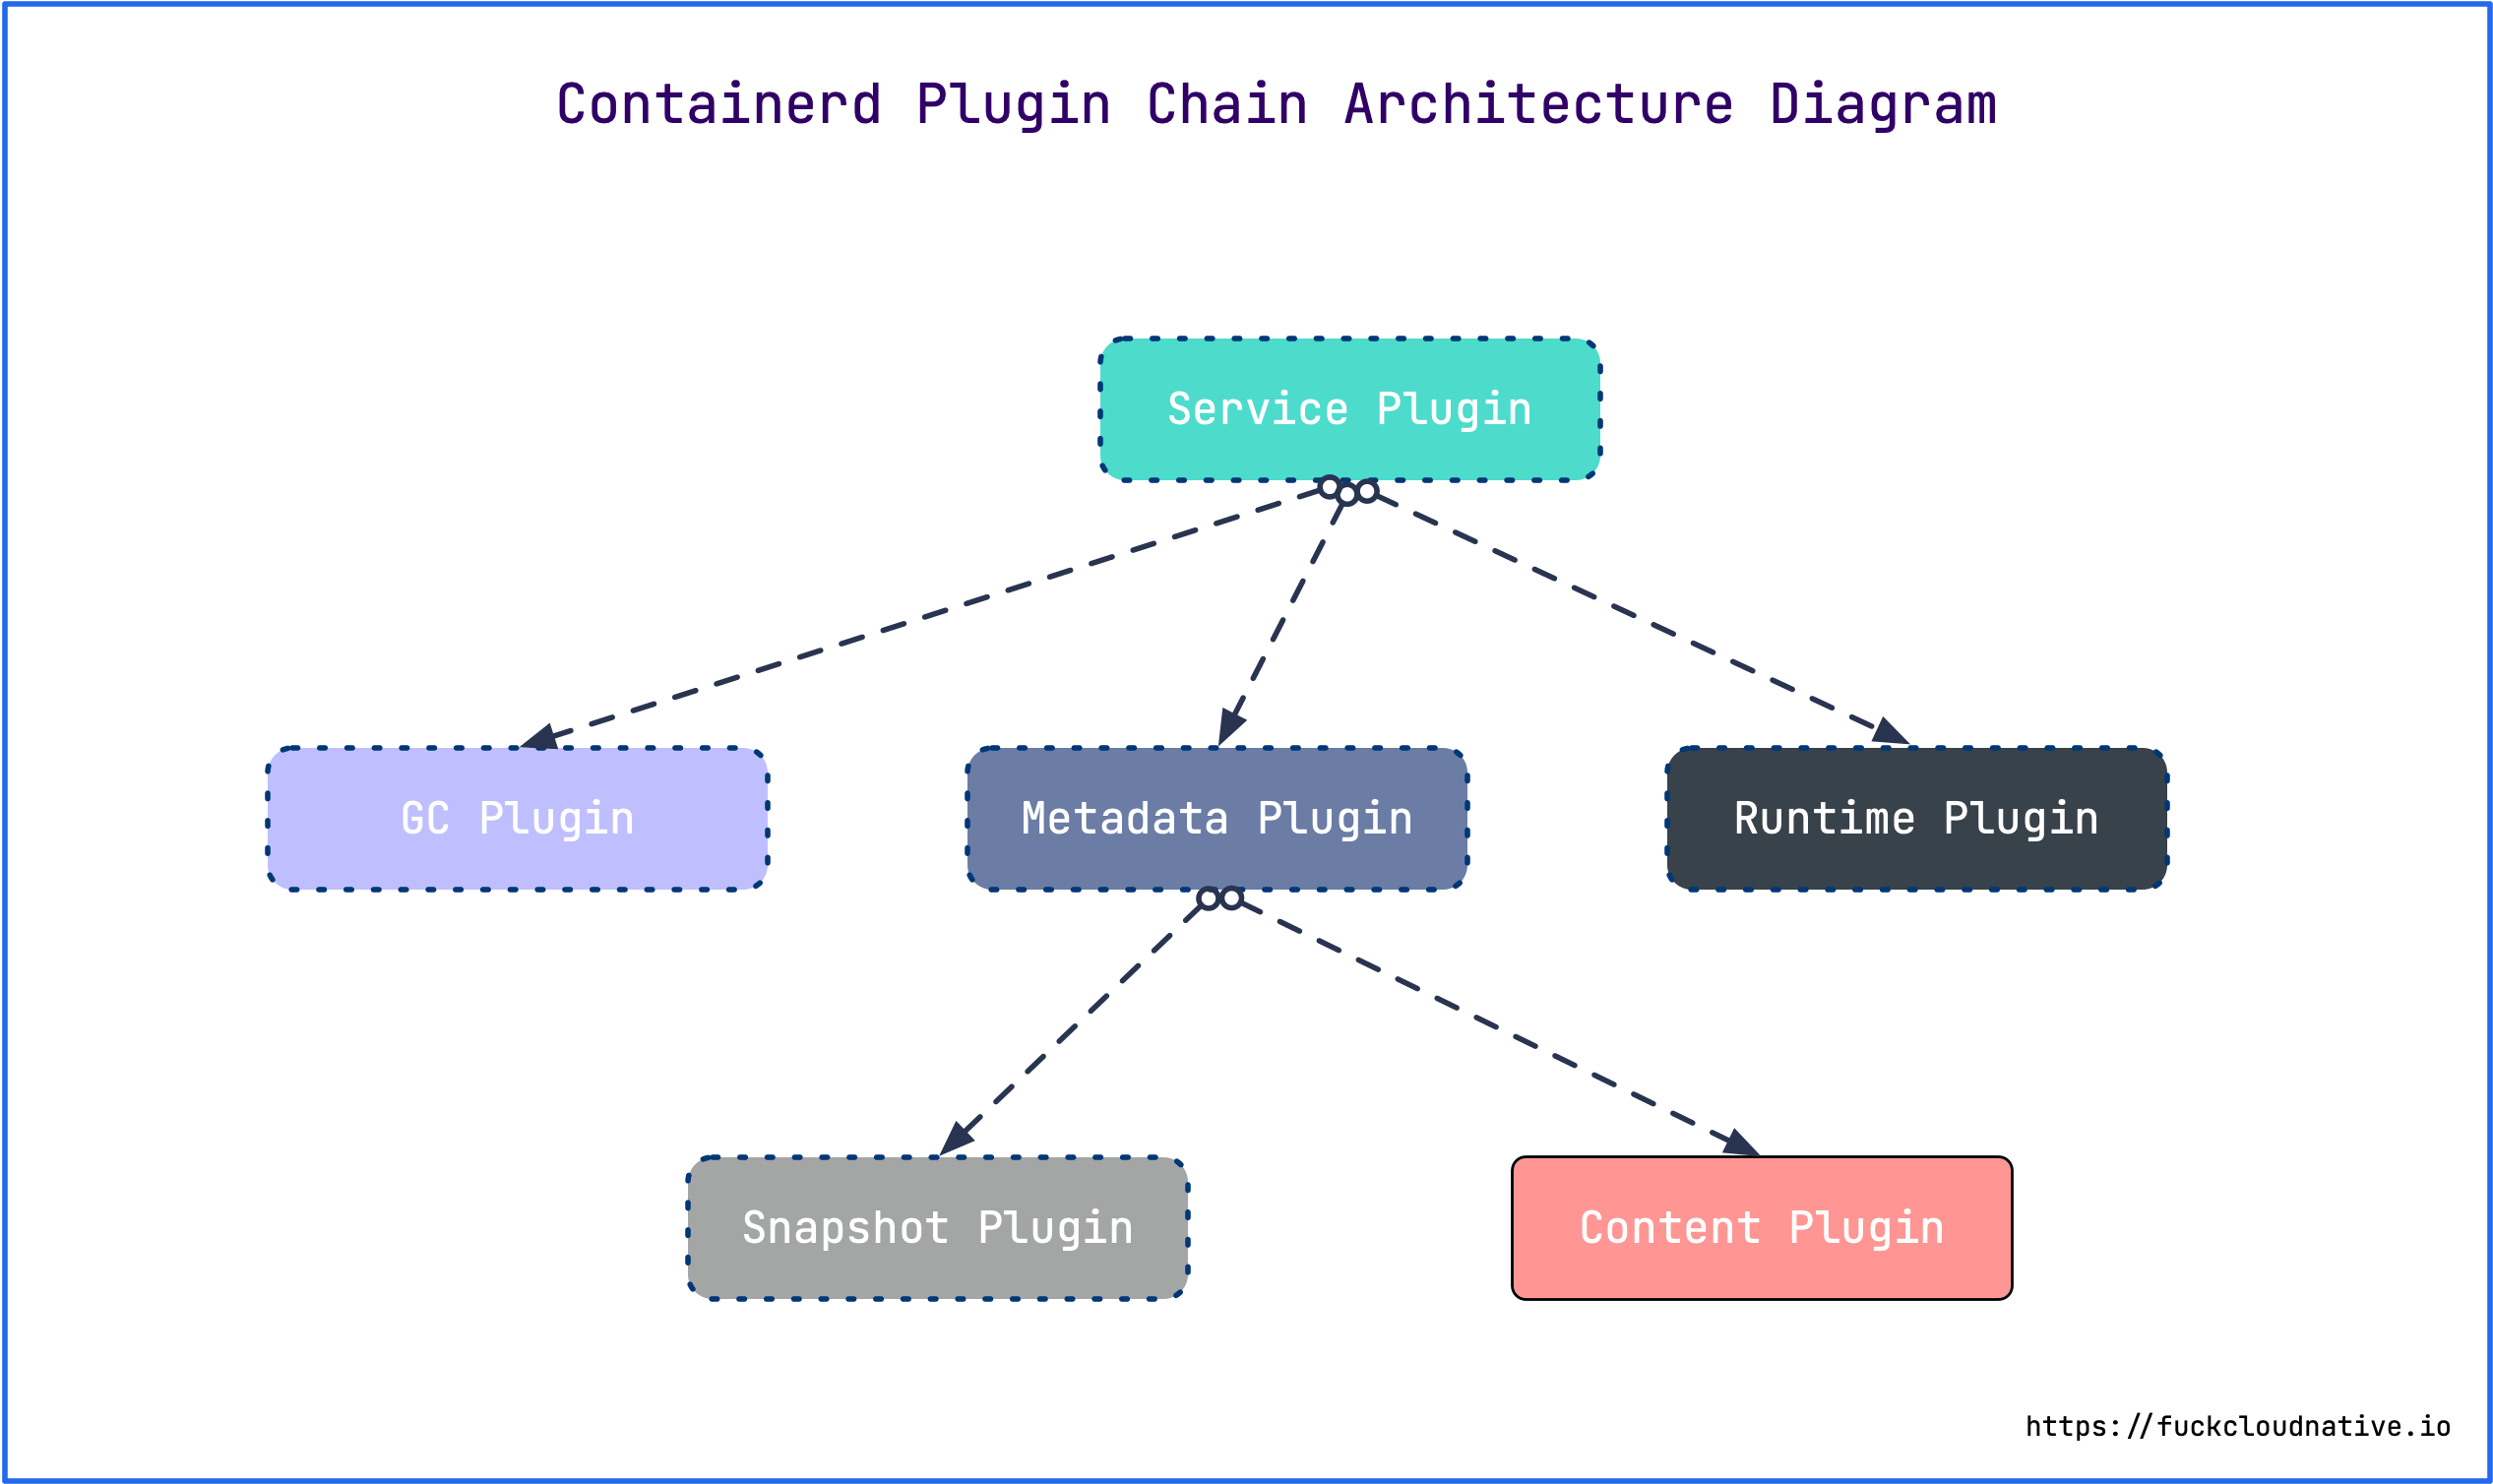 Containerd Plugin Chain Architecture Diagram
Service Plugin
GC Plugin
Metadata Plugin
Runtime Plugin
Snapshot Plugin
Content Plugin
https://fuckcloudnative.io